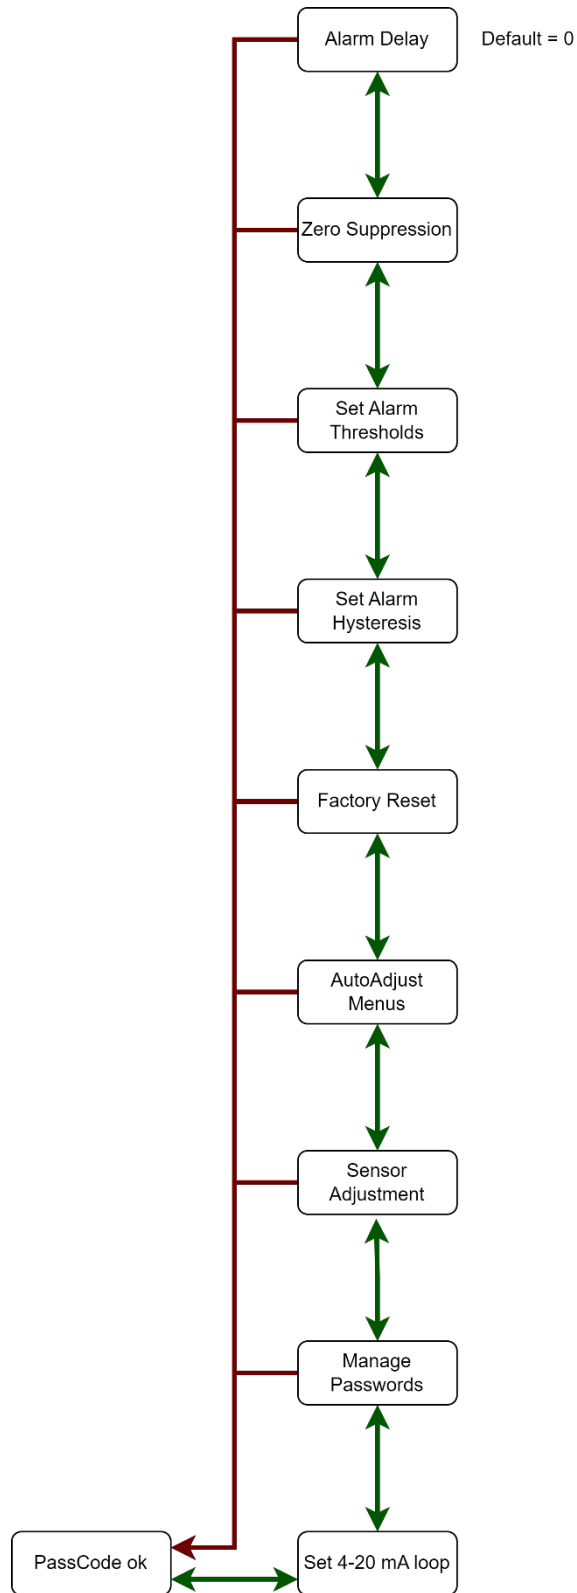 Alarm Delay
Default = 0
Zero Suppression
Set Alarm
Thresholds
Set Alarm
Hysteresis
Factory Reset
AutoAdjust
Menus
Sensor
Adjustment
Manage
Passwords
PassCode ok
Set 4-20 mA loop